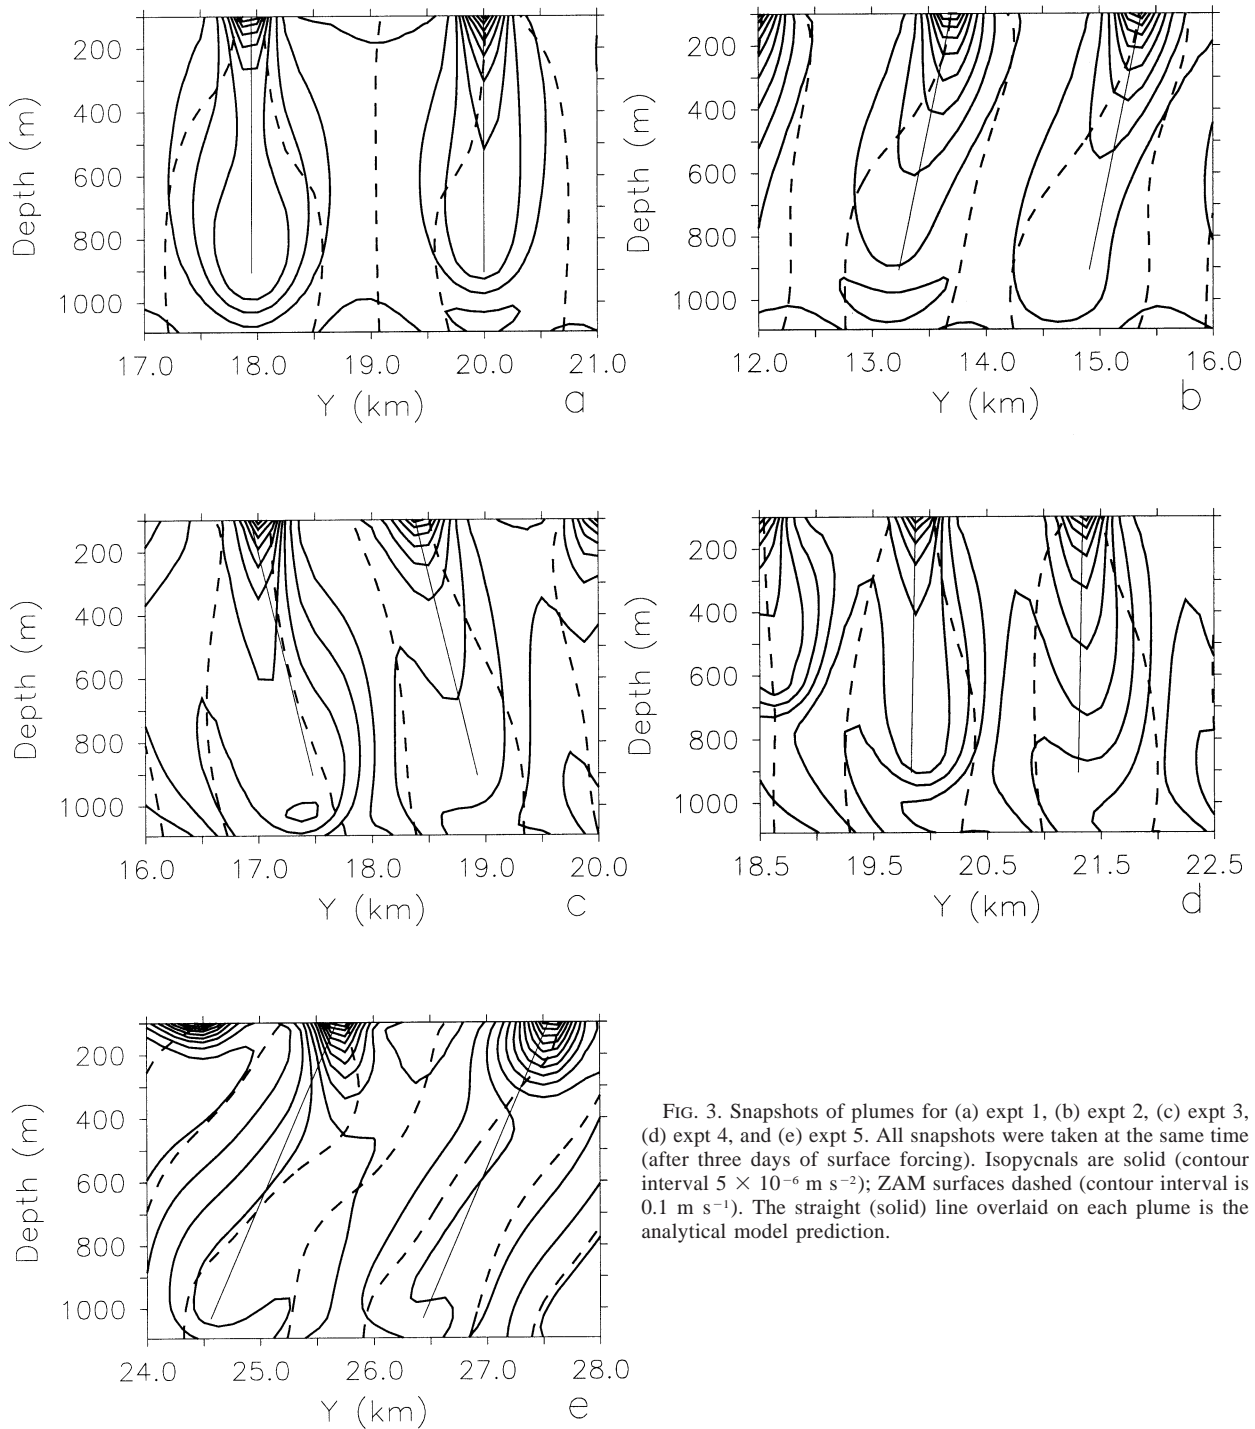 200
400
600
800
1000
Depth (m)
17.0 18.0 19.0 20.0 21.0
Y (km)
a
200
400
600
800
1000
Depth (m)
12.0 13.0 14.0 15.0 16.0
Y (km)
b
200
400
600
800
1000
Depth (m)
16.0 17.0 18.0 19.0 20.0
Y (km)
c
200
400
600
800
1000
Depth (m)
18.5 19.5 20.5 21.5 22.5
Y (km)
d
200
400
600
800
1000
Depth (m)
24.0 25.0 26.0 27.0 28.0
Y (km)
e
FIG. 3. Snapshots of plumes for (a) expt 1, (b) expt 2, (c) expt 3,
(d) expt 4, and (e) expt 5. All snapshots were taken at the same time
(after three days of surface forcing). Isopycnals are solid (contour
interval 5 × 10⁻⁶ m s⁻²); ZAM surfaces dashed (contour interval is
0.1 m s⁻¹). The straight (solid) line overlaid on each plume is the
analytical model prediction.